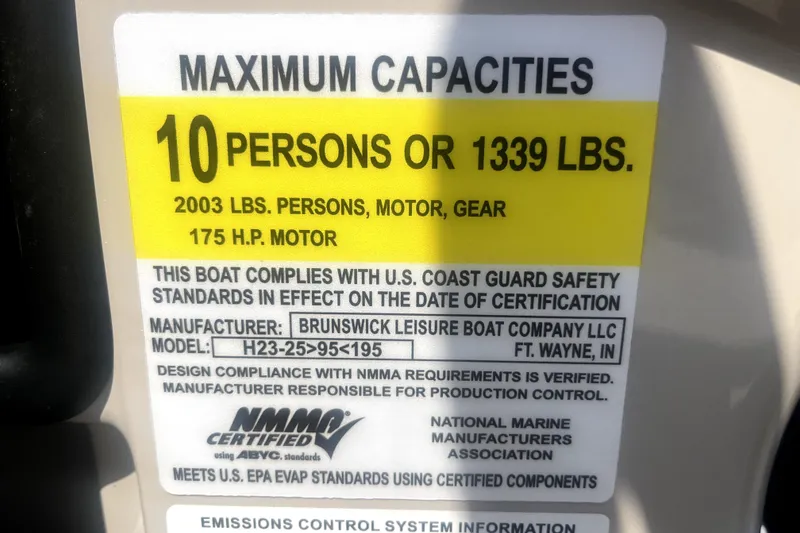 MAXIMUM CAPACITIES
10 PERSONS OR 1339 LBS.
2003 LBS. PERSONS, MOTOR, GEAR
175 H.P. MOTOR
THIS BOAT COMPLIES WITH U.S. COAST GUARD SAFETY
STANDARDS IN EFFECT ON THE DATE OF CERTIFICATION
MANUFACTURER: BRUNSWICK LEISURE BOAT COMPANY LLC
MODEL: H23-25>95<195 FT. WAYNE, IN
DESIGN COMPLIANCE WITH NMMA REQUIREMENTS IS VERIFIED.
MANUFACTURER RESPONSIBLE FOR PRODUCTION CONTROL.
NMMA®
CERTIFIED
using ABYC. standards
NATIONAL MARINE
MANUFACTURERS
ASSOCIATION
MEETS U.S. EPA EVAP STANDARDS USING CERTIFIED COMPONENTS
EMISSIONS CONTROL SYSTEM INFORMATION